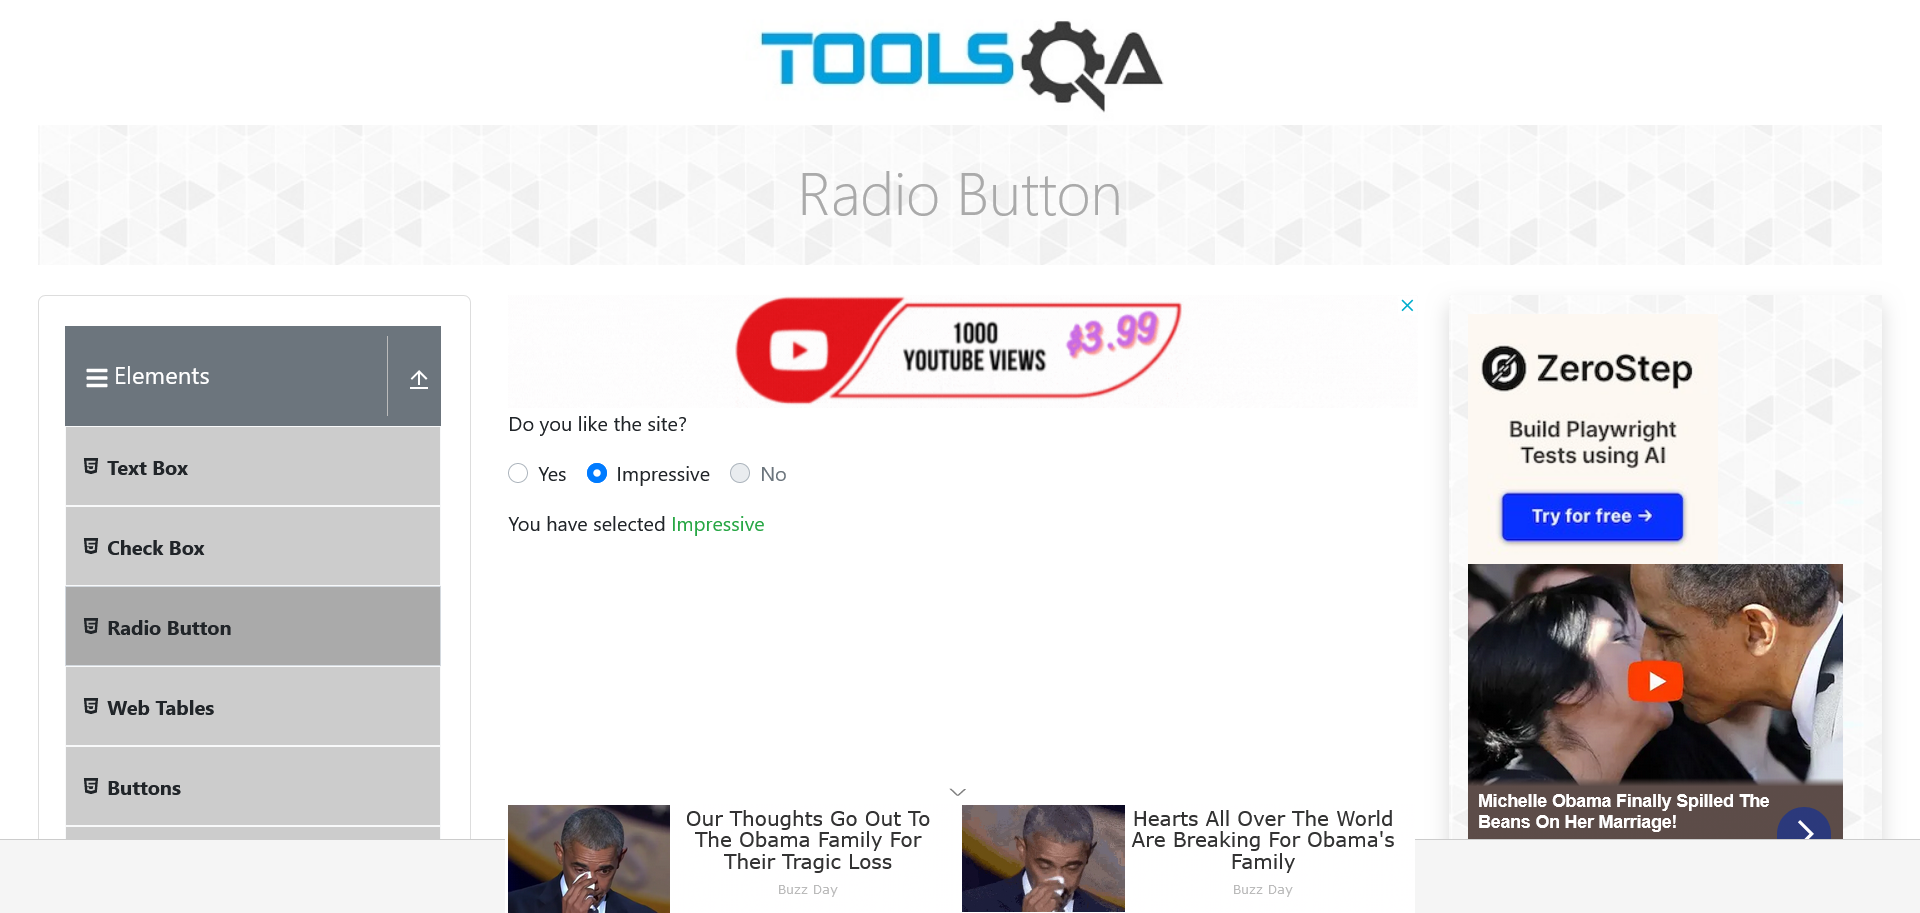 TOOLSQA
Radio Button
Elements
Text Box
Check Box
Radio Button
Web Tables
Buttons
1000
YOUTUBE VIEWS
$3.99
Do you like the site?
Yes
Impressive
No
You have selected Impressive
ZeroStep
Build Playwright
Tests using AI
Try for free →
Michelle Obama Finally Spilled The
Beans On Her Marriage!
Our Thoughts Go Out To
The Obama Family For
Their Tragic Loss
Buzz Day
Hearts All Over The World
Are Breaking For Obama's
Family
Buzz Day